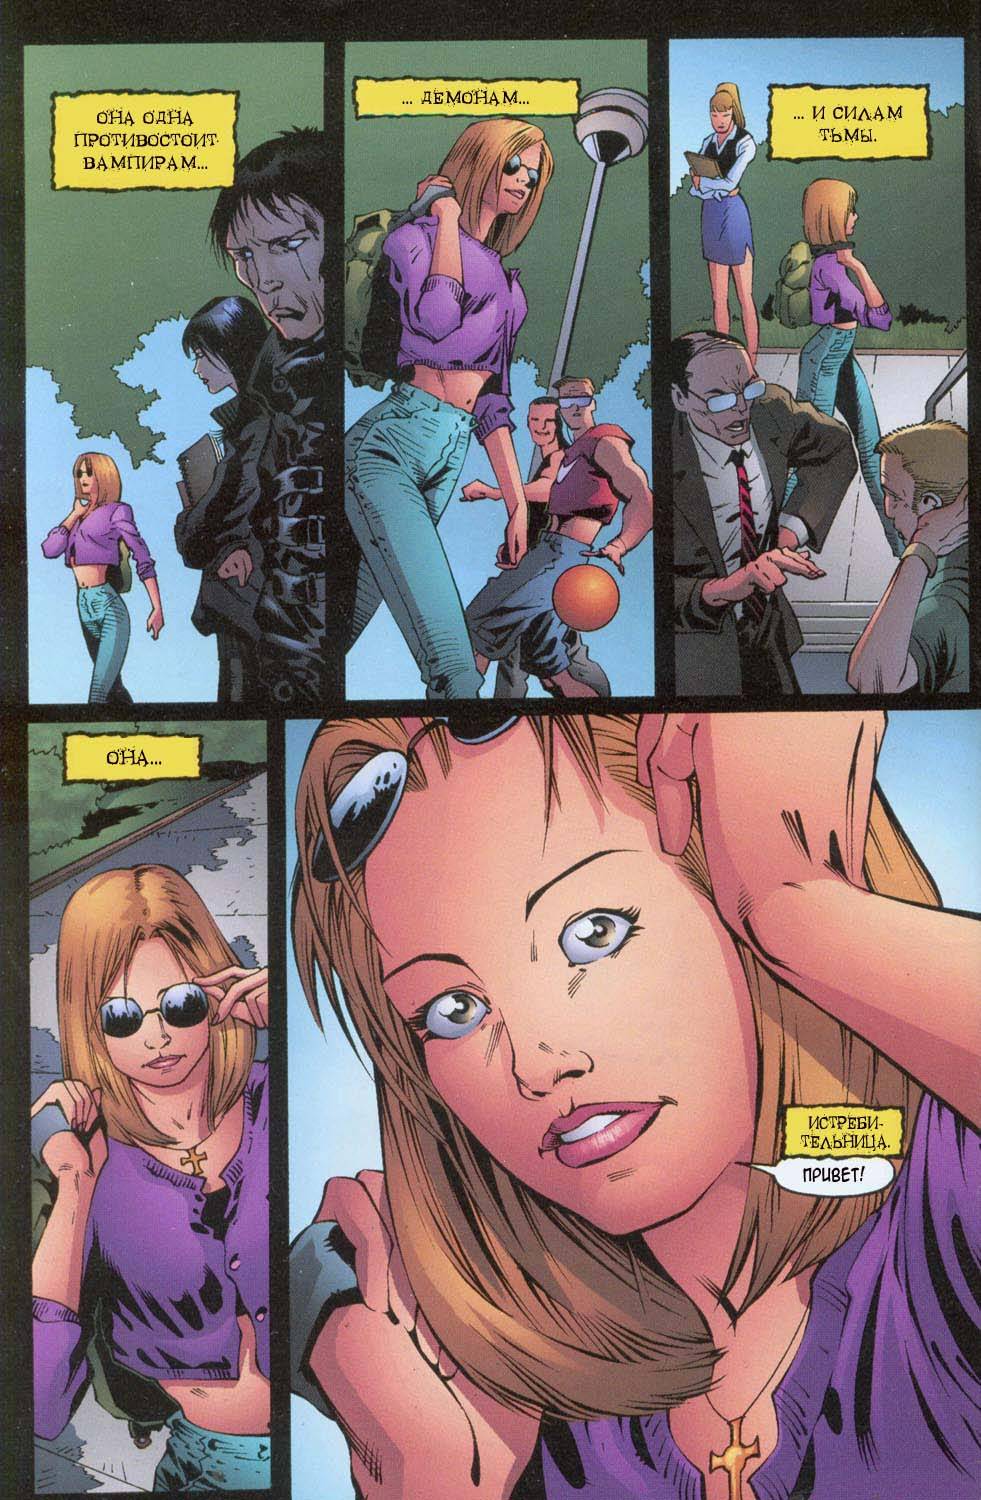 ОНА ОДНА
ПРОТИВОСТОИТ
ВАМПИРАМ...
... ДЕМОНАМ...
... И СИЛАМ
ТЬМЫ.
ОНА...
ИСТРЕБИ-
ТЕЛЬНИЦА.
ПРИВЕТ!